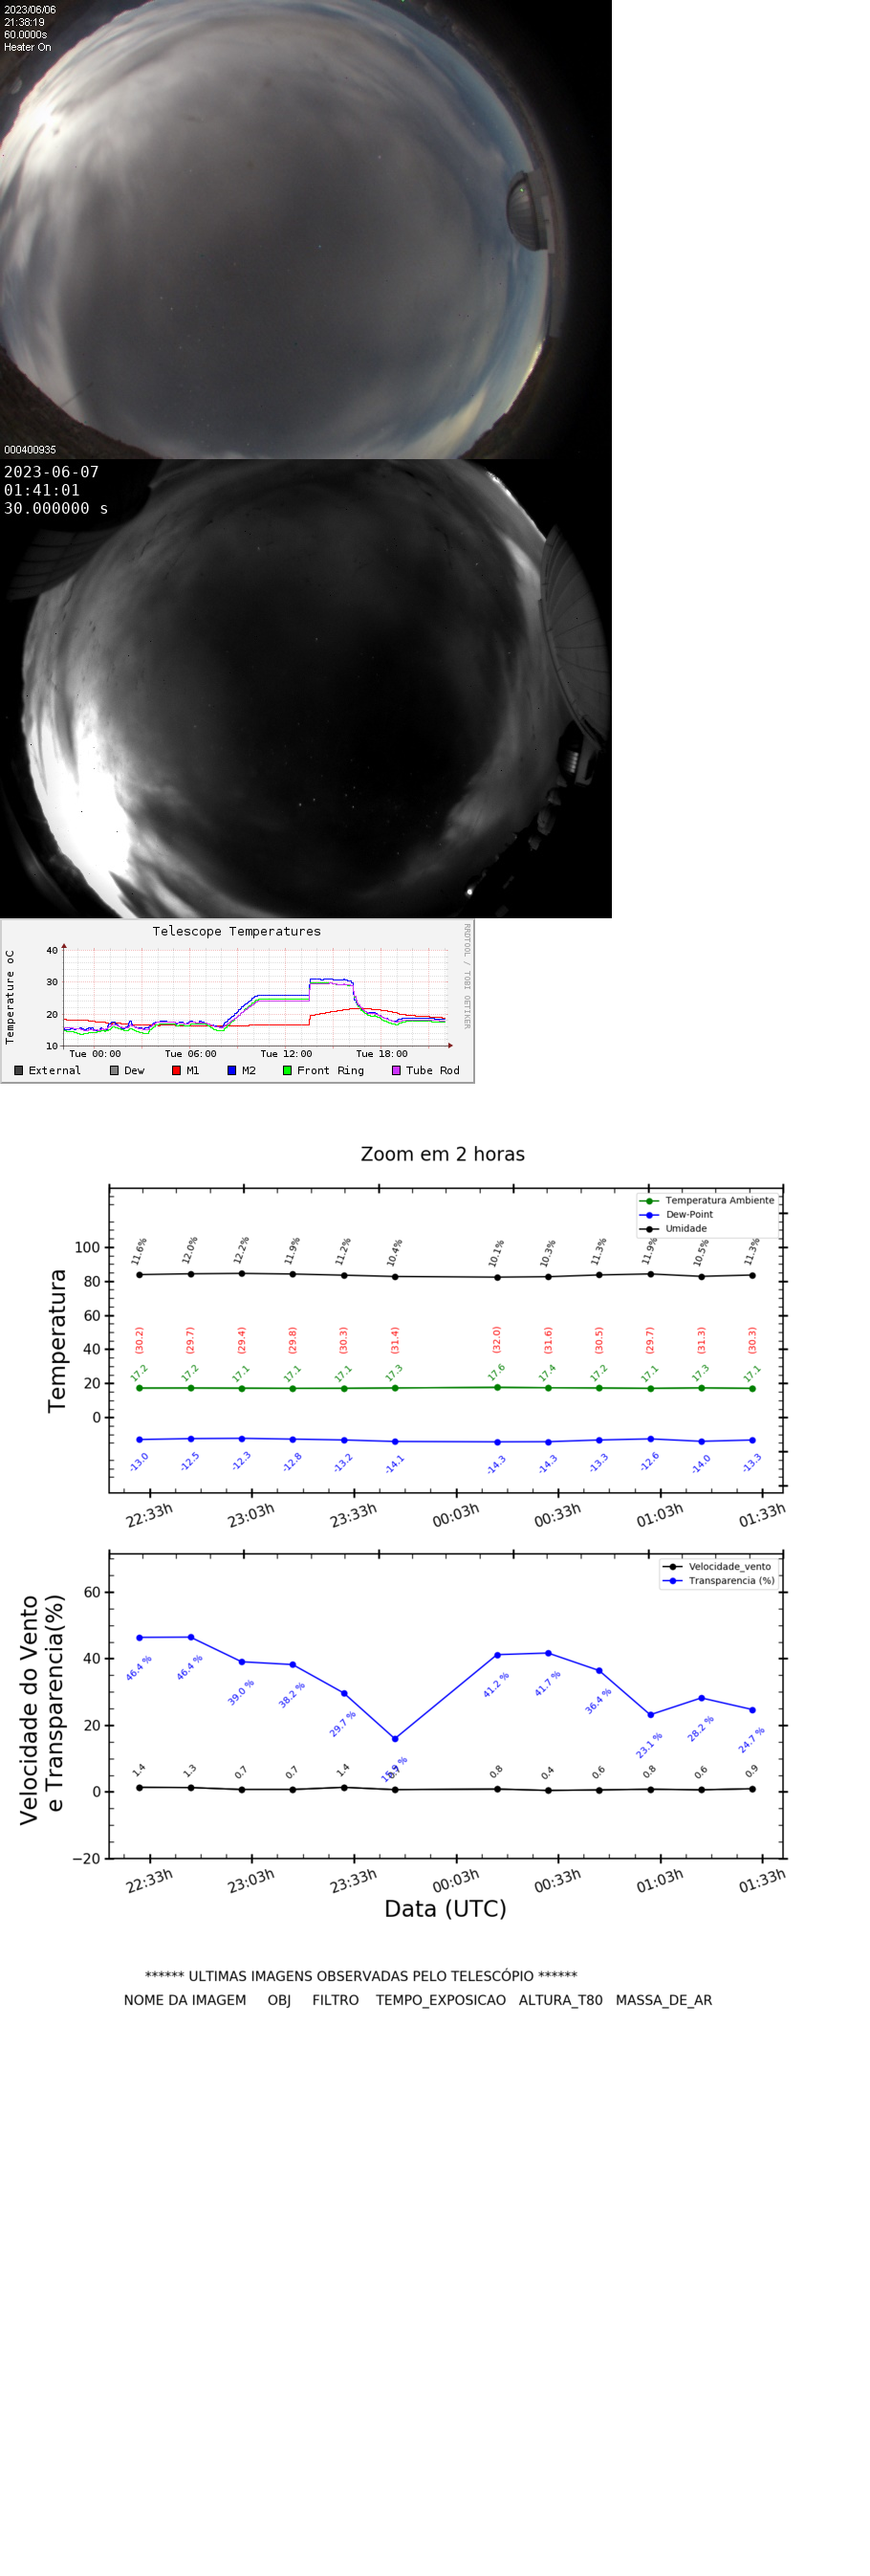 2023/06/06
21:38:19
60.0000s
Heater On
000400935
2023-06-07
01:41:01
30.000000 s
Telescope Temperatures
RRDTOOL / TOBI OETIKER
Temperature oC
40
30
20
10
Tue 00:00 Tue 06:00 Tue 12:00 Tue 18:00
External Dew M1 M2 Front Ring Tube Rod
Zoom em 2 horas
Temperatura Ambiente
Dew-Point
Umidade
Temperatura
100
80
60
40
20
0
11.6% 12.0% 12.2% 11.9% 11.2% 10.4% 10.1% 10.3% 11.3% 11.9% 10.5% 11.3%
(30.2) (29.7) (29.4) (29.8) (30.3) (31.4) (32.0) (31.6) (30.5) (29.7) (31.3) (30.3)
17.2 17.2 17.1 17.1 17.1 17.3 17.6 17.4 17.2 17.1 17.3 17.1
-13.0 -12.5 -12.3 -12.8 -13.2 -14.1 -14.3 -14.3 -13.3 -12.6 -14.0 -13.3
22:33h 23:03h 23:33h 00:03h 00:33h 01:03h 01:33h
Velocidade_vento
Transparencia (%)
Velocidade do Vento
e Transparencia(%)
60
40
20
0
−20
46.4 % 46.4 % 39.0 % 38.2 % 29.7 % 41.2 % 41.7 % 36.4 % 23.1 % 28.2 % 24.7 %
1.4 1.3 0.7 0.7 1.4 0.8 0.4 0.6 0.8 0.6 0.9
22:33h 23:03h 23:33h 00:03h 00:33h 01:03h 01:33h
Data (UTC)
****** ULTIMAS IMAGENS OBSERVADAS PELO TELESCÓPIO ******
NOME DA IMAGEM OBJ FILTRO TEMPO_EXPOSICAO ALTURA_T80 MASSA_DE_AR